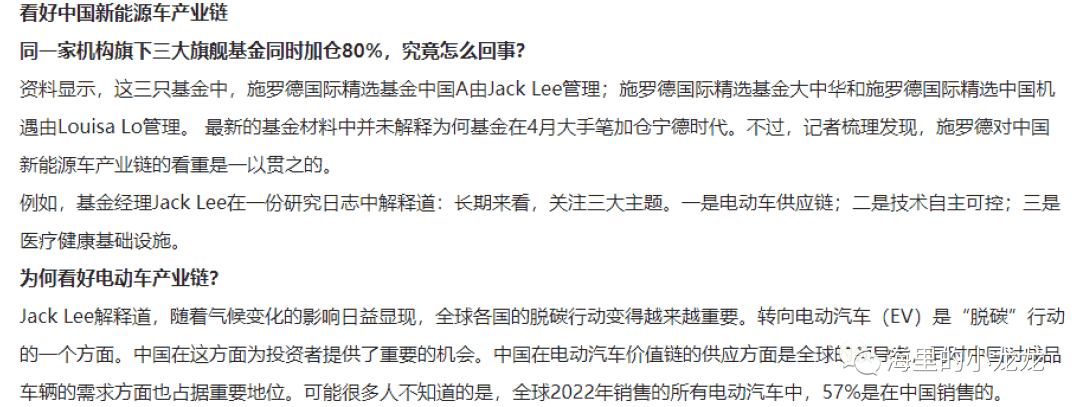 看好中国新能源车产业链
同一家机构旗下三大旗舰基金同时加仓80%，究竟怎么回事？
资料显示，这三只基金中，施罗德国际精选基金中国A由Jack Lee管理；施罗德国际精选基金大中华和施罗德国际精选中国机
遇由Louisa Lo管理。 最新的基金材料中并未解释为何基金在4月大手笔加仓宁德时代。不过，记者梳理发现，施罗德对中国
新能源车产业链的看重是一以贯之的。
例如，基金经理Jack Lee在一份研究日志中解释道：长期来看，关注三大主题。一是电动车供应链；二是技术自主可控；三是
医疗健康基础设施。
为何看好电动车产业链？
Jack Lee解释道，随着气候变化的影响日益显现，全球各国的脱碳行动变得越来越重要。转向电动汽车（EV）是“脱碳”行动
的一个方面。中国在这方面为投资者提供了重要的机会。中国在电动汽车价值链的供应方面是全球的 品
车辆的需求方面也占据重要地位。可能很多人不知道的是，全球2022年销售的所有电动汽车中，57%是在中国销售的。
海里的小龙龙